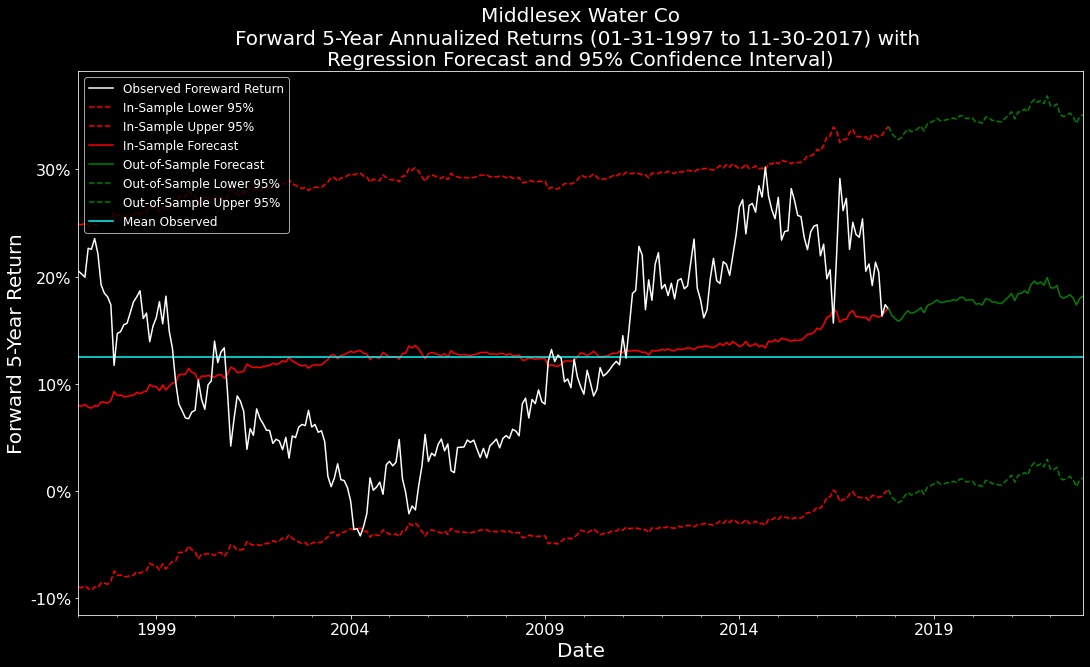 Middlesex Water Co
Forward 5-Year Annualized Returns (01-31-1997 to 11-30-2017) with
Regression Forecast and 95% Confidence Interval)
Observed Foreward Return
In-Sample Lower 95%
In-Sample Upper 95%
In-Sample Forecast
Out-of-Sample Forecast
Out-of-Sample Lower 95%
Out-of-Sample Upper 95%
Mean Observed
Forward 5-Year Return
30%
20%
10%
0%
-10%
1999 2004 2009 2014 2019
Date